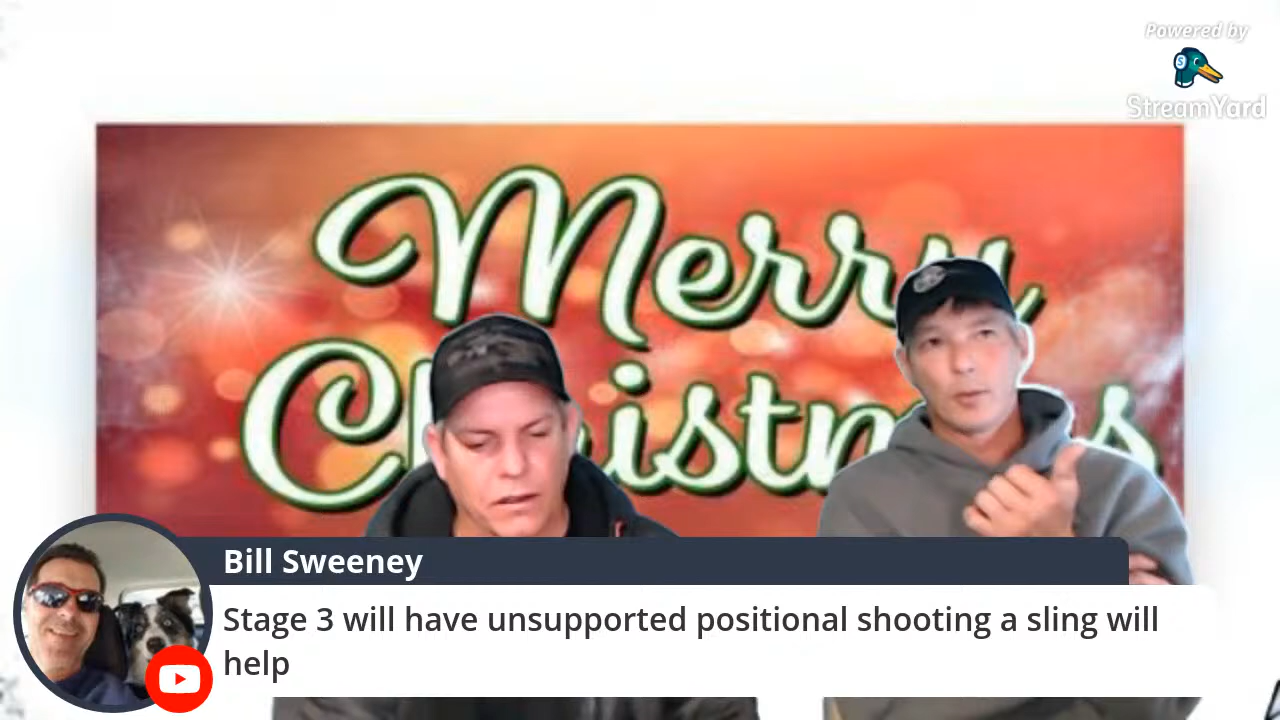 Powered by
StreamYard
Merry
Christmas
Bill Sweeney
Stage 3 will have unsupported positional shooting a sling will
help